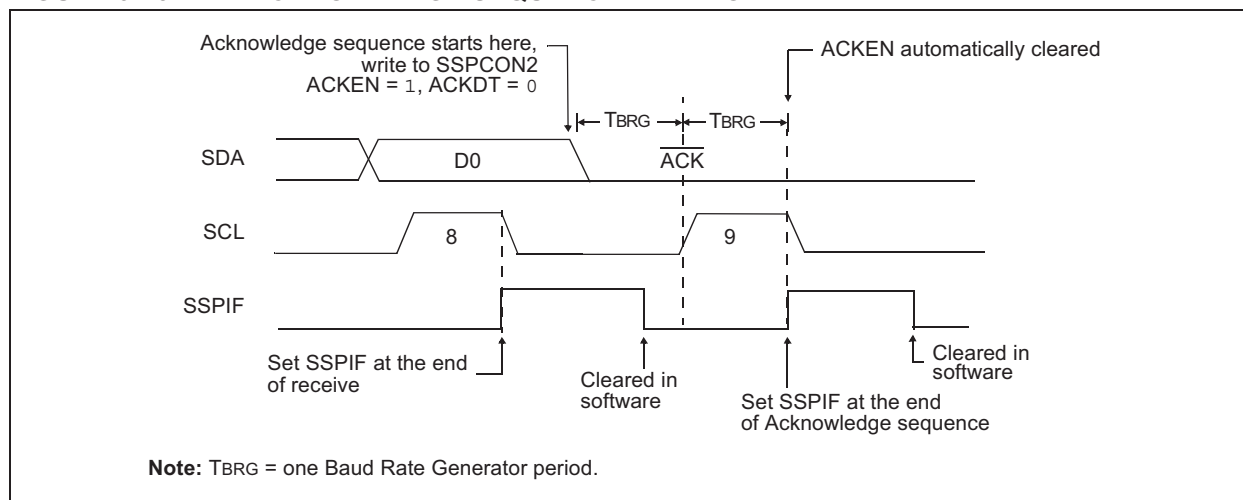 Acknowledge sequence starts here,
write to SSPCON2
ACKEN = 1, ACKDT = 0
ACKEN automatically cleared
TBRG
TBRG
SDA
D0
ACK
SCL
8
9
SSPIF
Set SSPIF at the end
of receive
Cleared in
software
Set SSPIF at the end
of Acknowledge sequence
Cleared in
software
Note: TBRG = one Baud Rate Generator period.